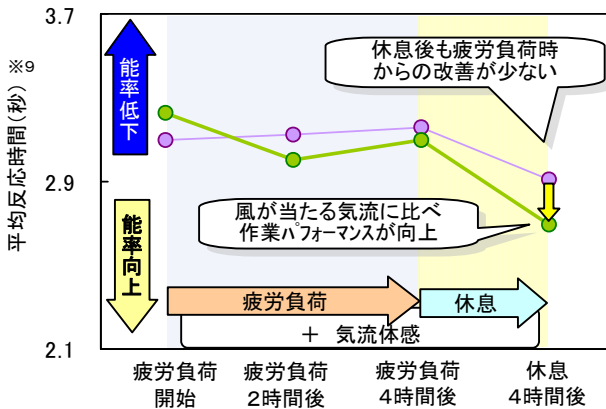 3.7
平均反応時間(秒)※9
能率低下
休息後も疲労負荷時
からの改善が少ない
2.9
風が当たる気流に比べ
作業ﾊﾟﾌｫｰﾏﾝｽが向上
能率向上
疲労負荷
休息
＋ 気流体感
2.1
疲労負荷
開始
疲労負荷
2時間後
疲労負荷
4時間後
休息
4時間後